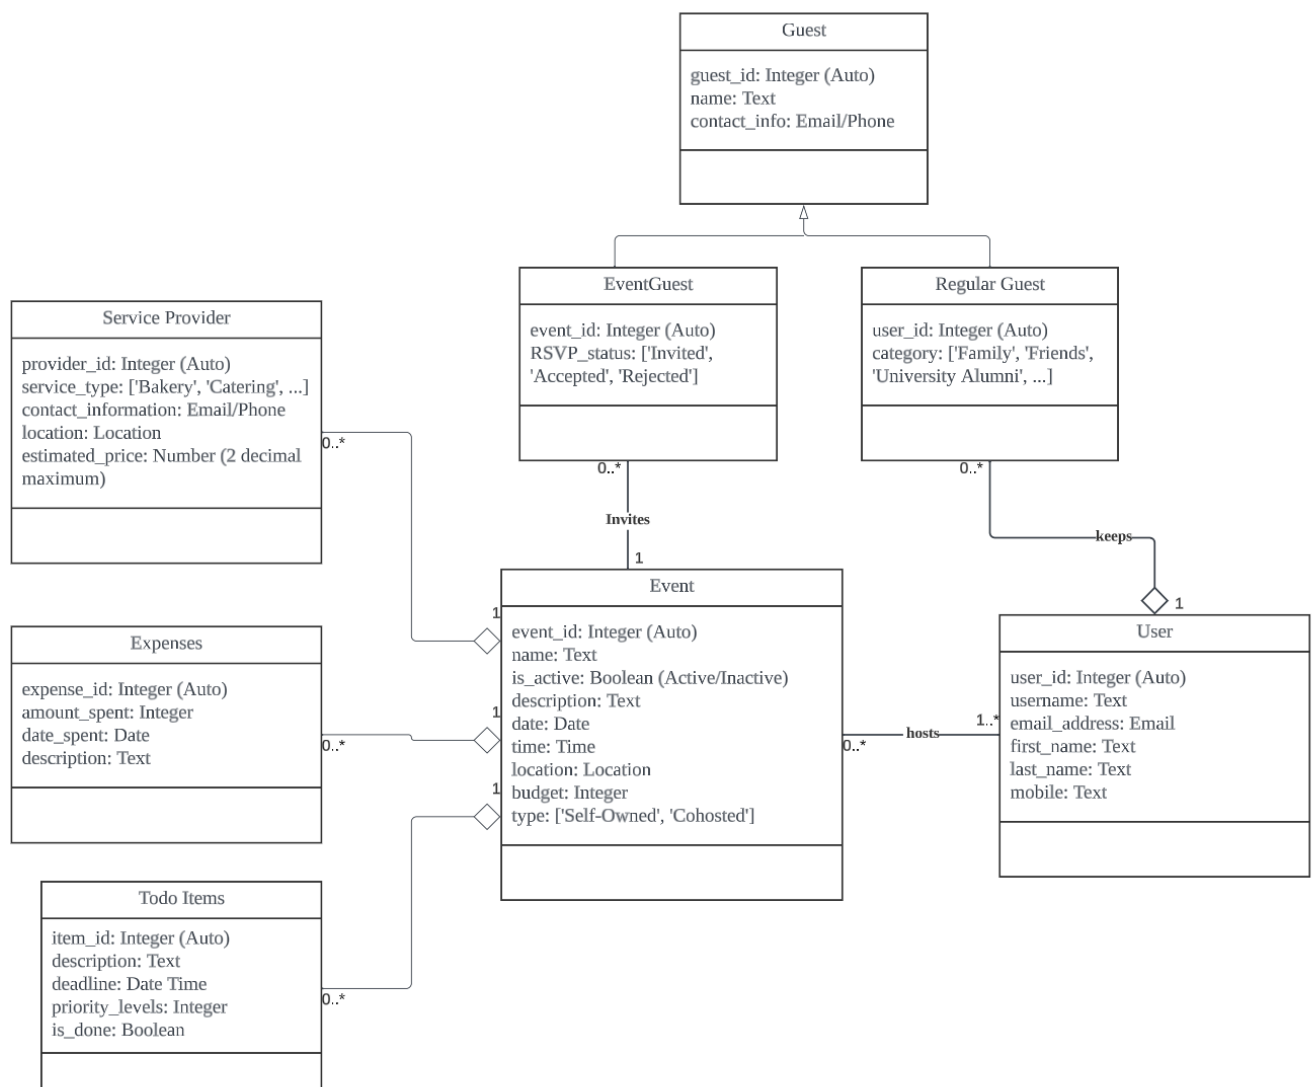 Guest
guest_id: Integer (Auto)
name: Text
contact_info: Email/Phone
EventGuest
event_id: Integer (Auto)
RSVP_status: ['Invited',
'Accepted', 'Rejected']
0..*
Regular Guest
user_id: Integer (Auto)
category: ['Family', 'Friends',
'University Alumni', ...]
0..*
Service Provider
provider_id: Integer (Auto)
service_type: ['Bakery', 'Catering', ...]
contact_information: Email/Phone
location: Location
estimated_price: Number (2 decimal
maximum)
0..*
Invites
1
keeps
1
Event
event_id: Integer (Auto)
name: Text
is_active: Boolean (Active/Inactive)
description: Text
date: Date
time: Time
location: Location
budget: Integer
type: ['Self-Owned', 'Cohosted']
1
1
1
0..*
hosts
1..*
User
user_id: Integer (Auto)
username: Text
email_address: Email
first_name: Text
last_name: Text
mobile: Text
Expenses
expense_id: Integer (Auto)
amount_spent: Integer
date_spent: Date
description: Text
0..*
Todo Items
item_id: Integer (Auto)
description: Text
deadline: Date Time
priority_levels: Integer
is_done: Boolean
0..*